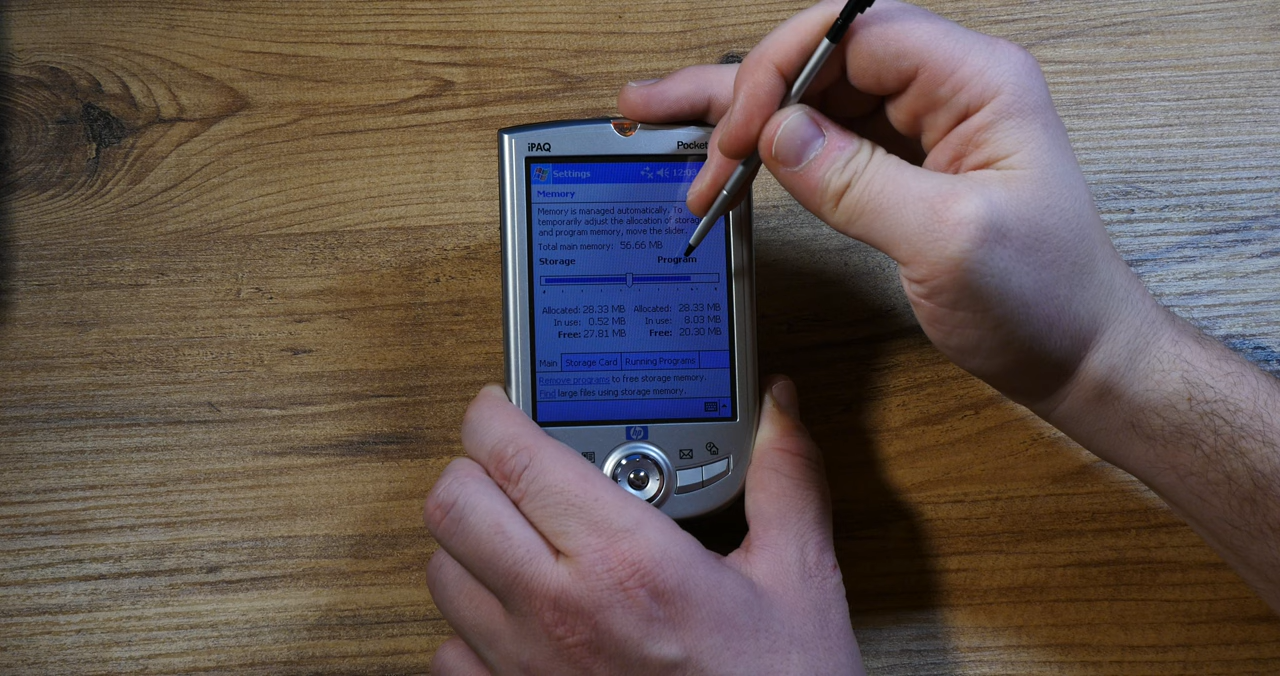 iPAQ Pocket
Settings
Memory
Memory is managed automatically. To
temporarily adjust the allocation of storage
and program memory, move the slider.
Total main memory: 56.66 MB
Storage Program
Allocated: 28.33 MB Allocated: 28.33 MB
In use: 0.52 MB In use: 8.03 MB
Free: 27.81 MB Free: 20.30 MB
Main Storage Card Running Programs
Remove programs to free storage memory.
Find large files using storage memory.
hp